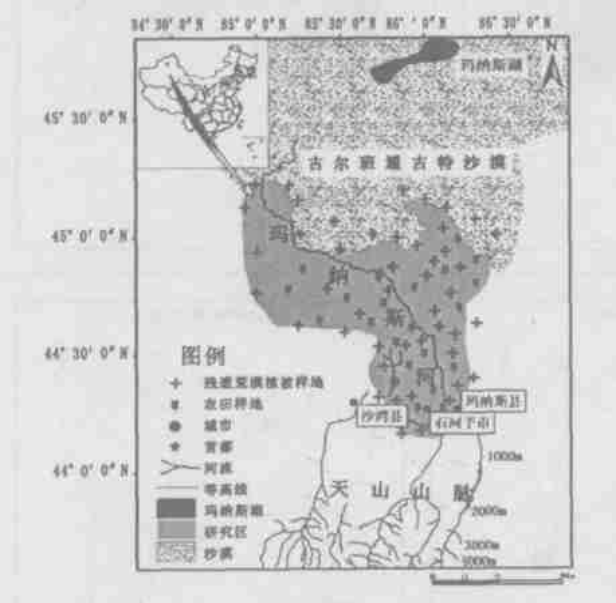 84° 30' 0" E 85° 0' 0" E 85° 30' 0" E 86° 0' 0" E 86° 30' 0" E
N
玛纳斯湖
45° 30' 0" N
古尔班通古特沙漠
45° 0' 0" N
玛
纳
斯
河
44° 30' 0" N
图例
残遗荒漠植被样地
农田样地
城市
首都
河流
等高线
玛纳斯湖
研究区
沙漠
玛纳斯县
沙湾县
石河子市
44° 0' 0" N
1000m
天山山脉
2000m
3000m